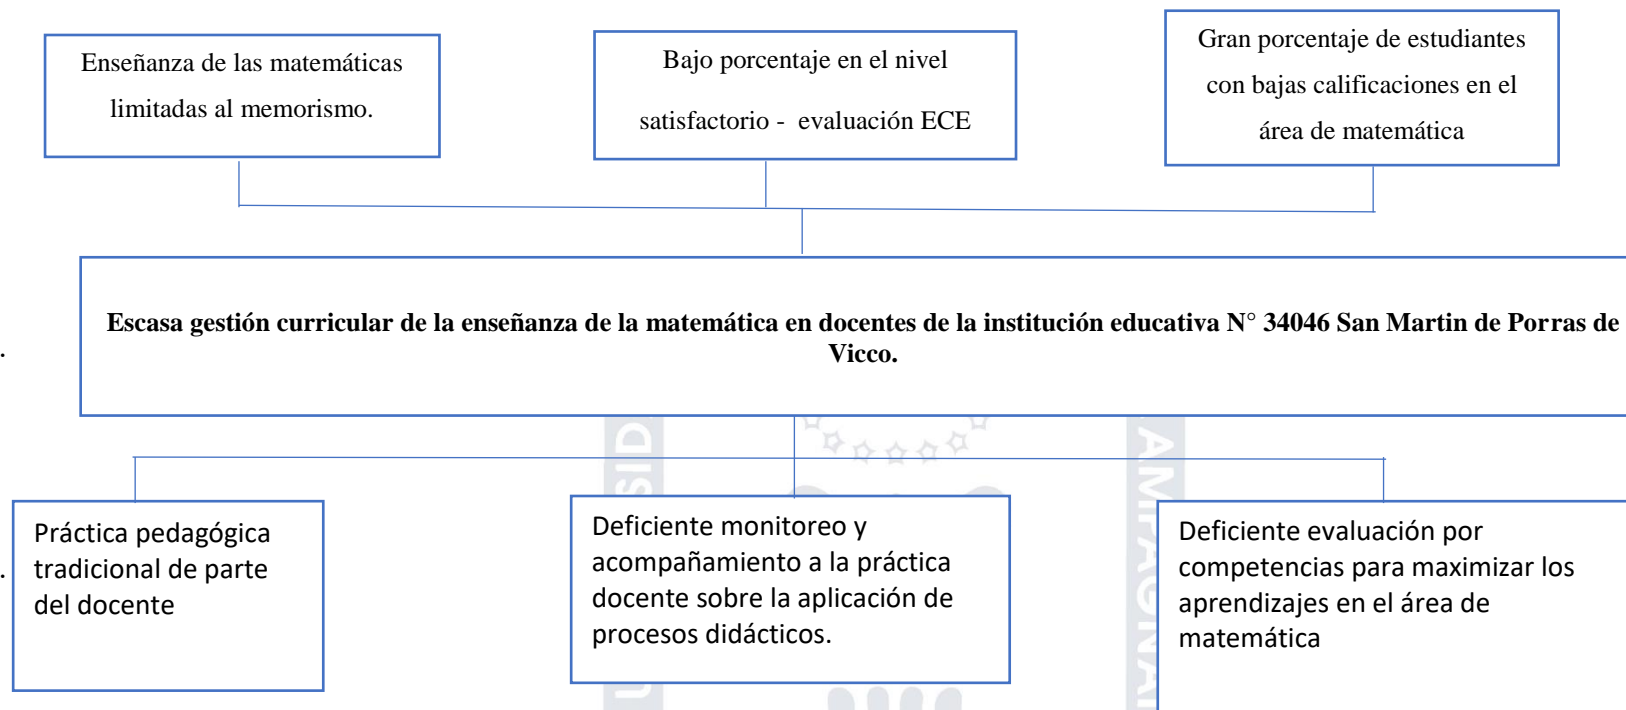 Enseñanza de las matemáticas
limitadas al memorismo.
Bajo porcentaje en el nivel
satisfactorio - evaluación ECE
Gran porcentaje de estudiantes
con bajas calificaciones en el
área de matemática
Escasa gestión curricular de la enseñanza de la matemática en docentes de la institución educativa N° 34046 San Martin de Porras de
Vicco.
.
.
Práctica pedagógica
tradicional de parte
del docente
Deficiente monitoreo y
acompañamiento a la práctica
docente sobre la aplicación de
procesos didácticos.
Deficiente evaluación por
competencias para maximizar los
aprendizajes en el área de
matemática